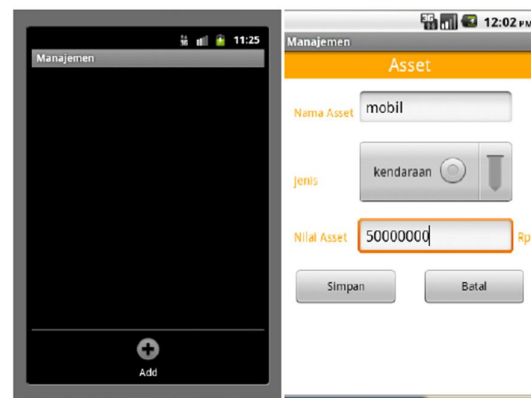 11:25
Manajemen
Add
3G 12:02 PM
Manajemen
Asset
Nama Asset mobil
Jenis kendaraan
Nilai Asset 50000000 Rp
Simpan Batal